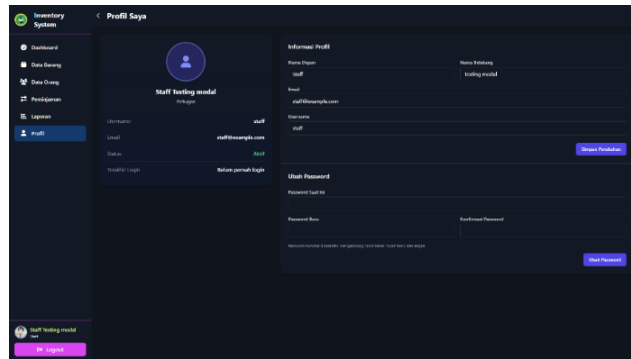 Inventory
System
< Profil Saya
Dashboard
Data Barang
Data Orang
Peminjaman
Laporan
Profil
Staff Testing modal
Petugas
Username staff
Email staff@example.com
Status Aktif
Terakhir Login Belum pernah login
Informasi Profil
Nama Depan Nama Belakang
Staff testing modal
Email
staff@example.com
Username
staff
Simpan Perubahan
Ubah Password
Password Saat Ini
Password Baru Konfirmasi Password
Ubah Password
Staff Testing modal
Staff
Logout